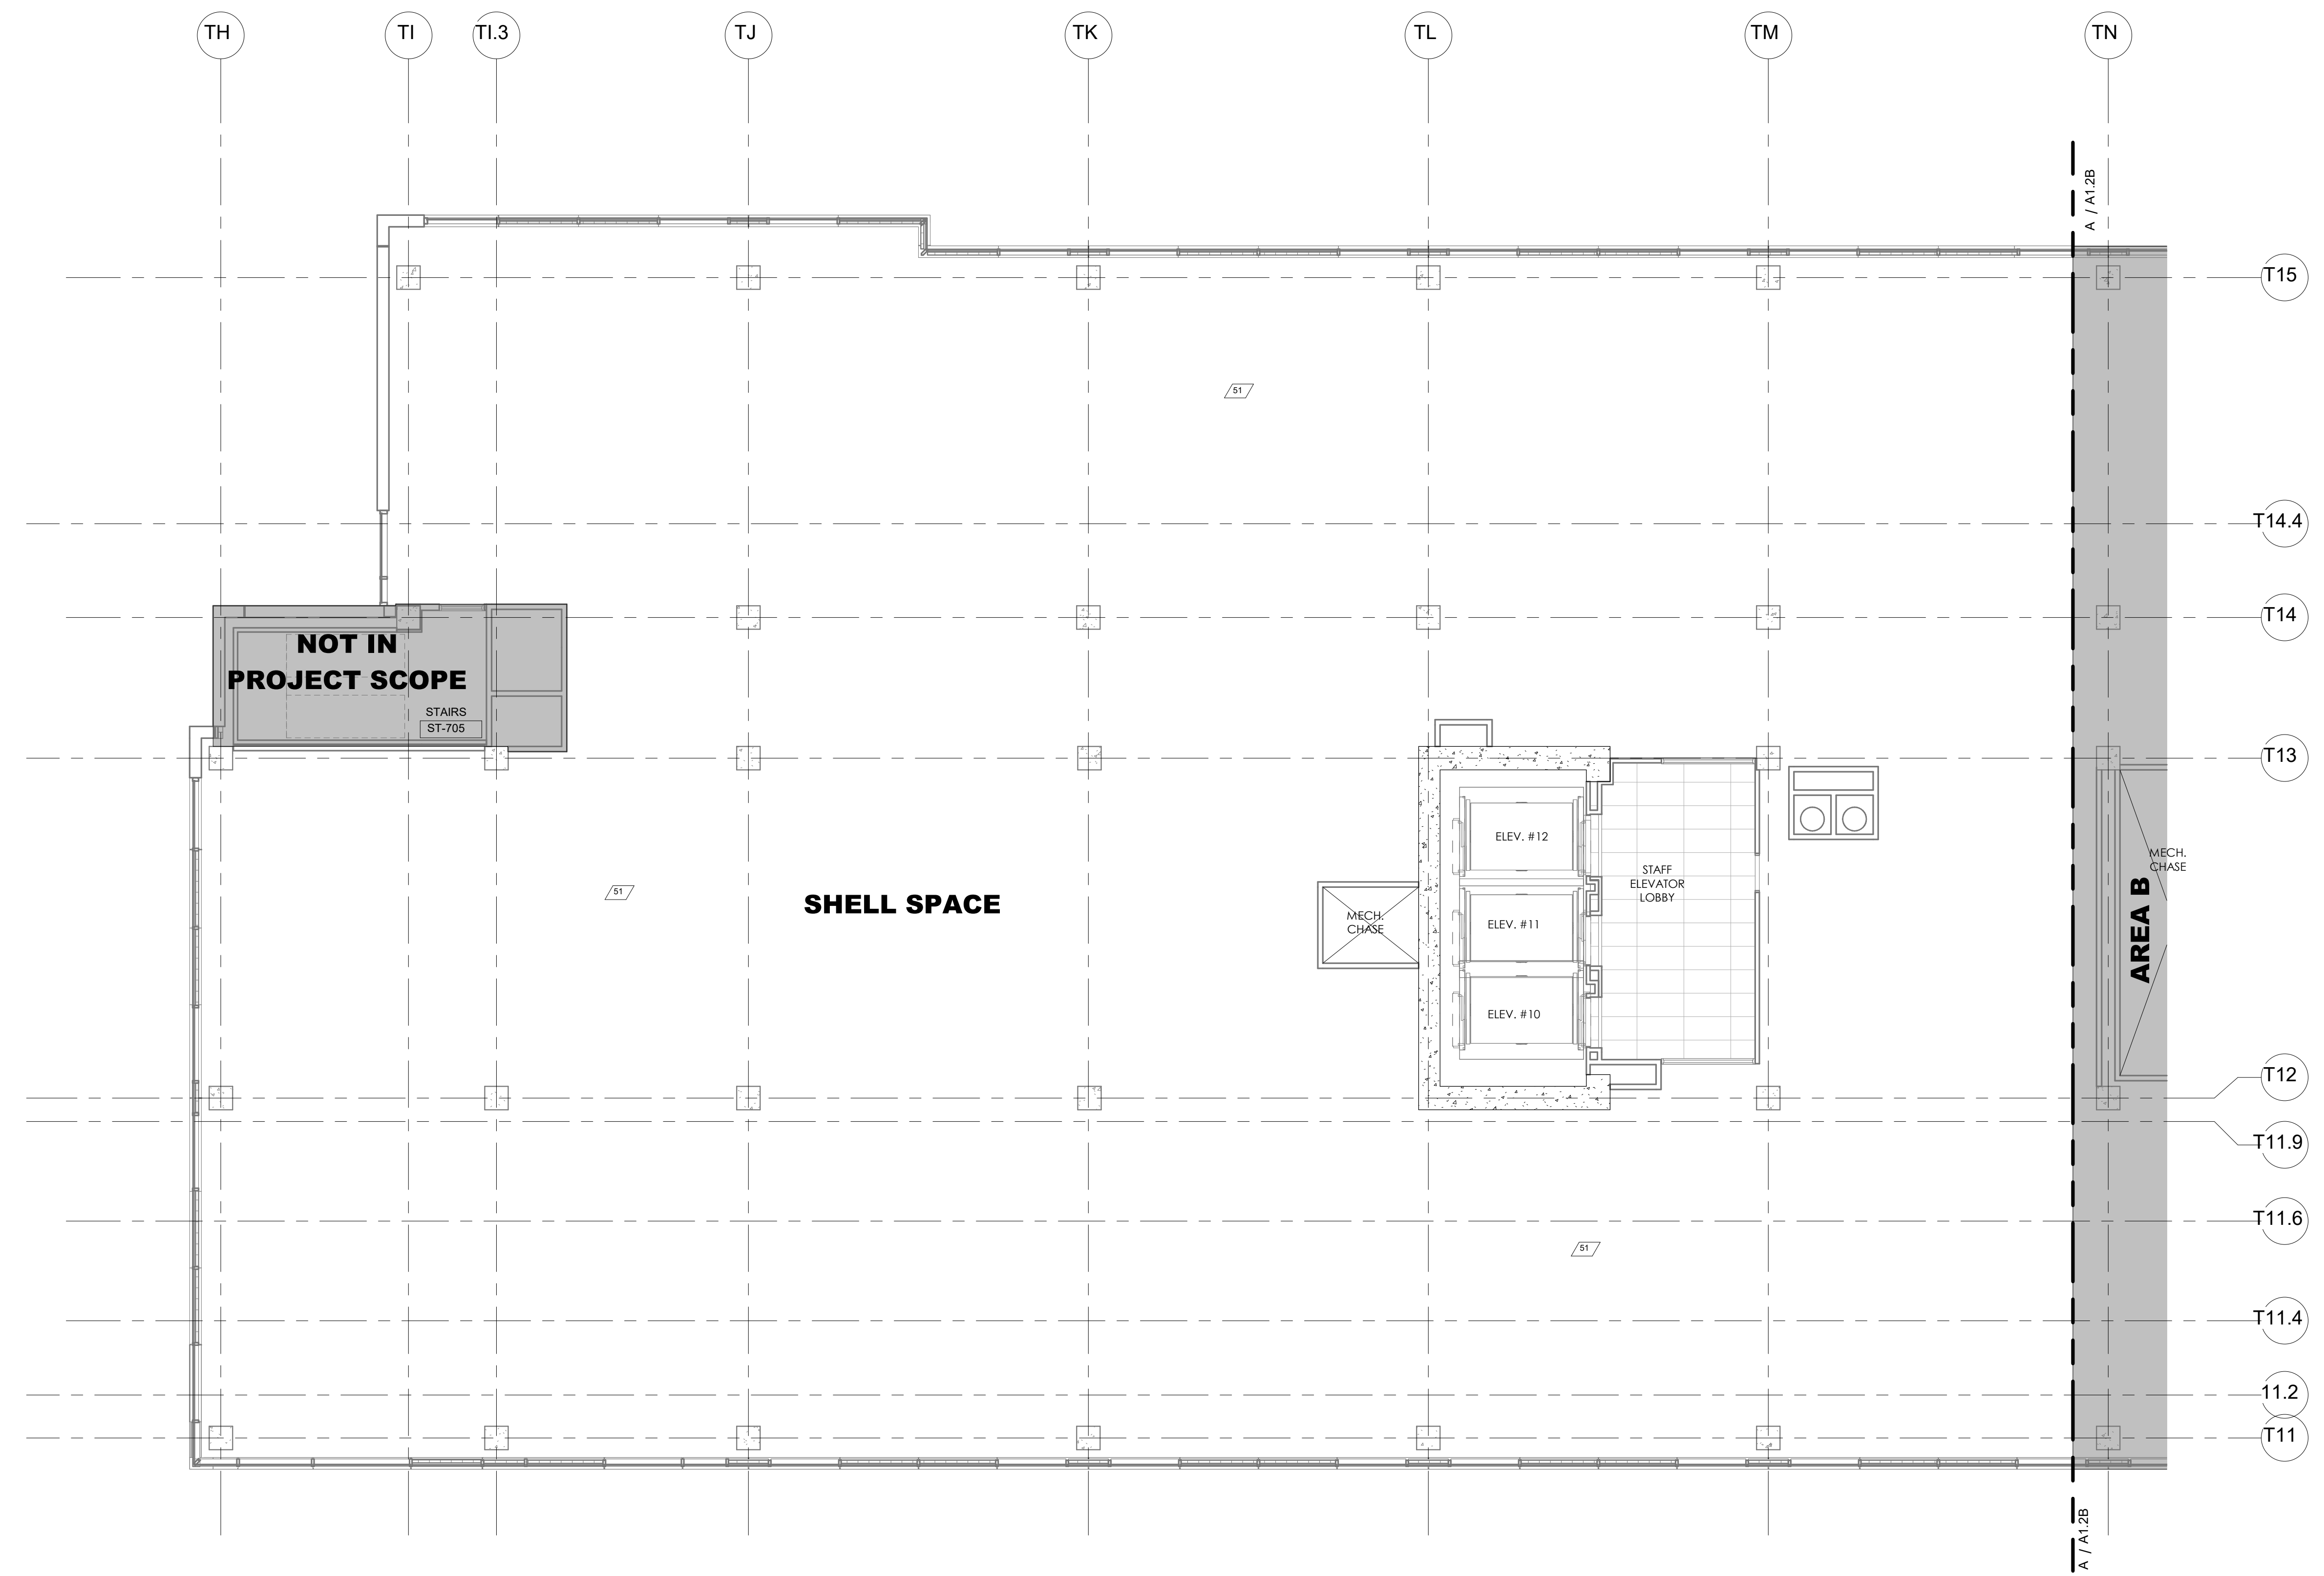 TH
TI
TI.3
TJ
TK
TL
TM
TN
A / A1.2B
T15
51
T14.4
T14
NOT IN
PROJECT SCOPE
STAIRS
ST-705
T13
ELEV. #12
MECH.
CHASE
STAFF
ELEVATOR
LOBBY
51
SHELL SPACE
MECH.
CHASE
ELEV. #11
AREA B
ELEV. #10
T12
T11.9
T11.6
51
T11.4
11.2
T11
A / A1.2B